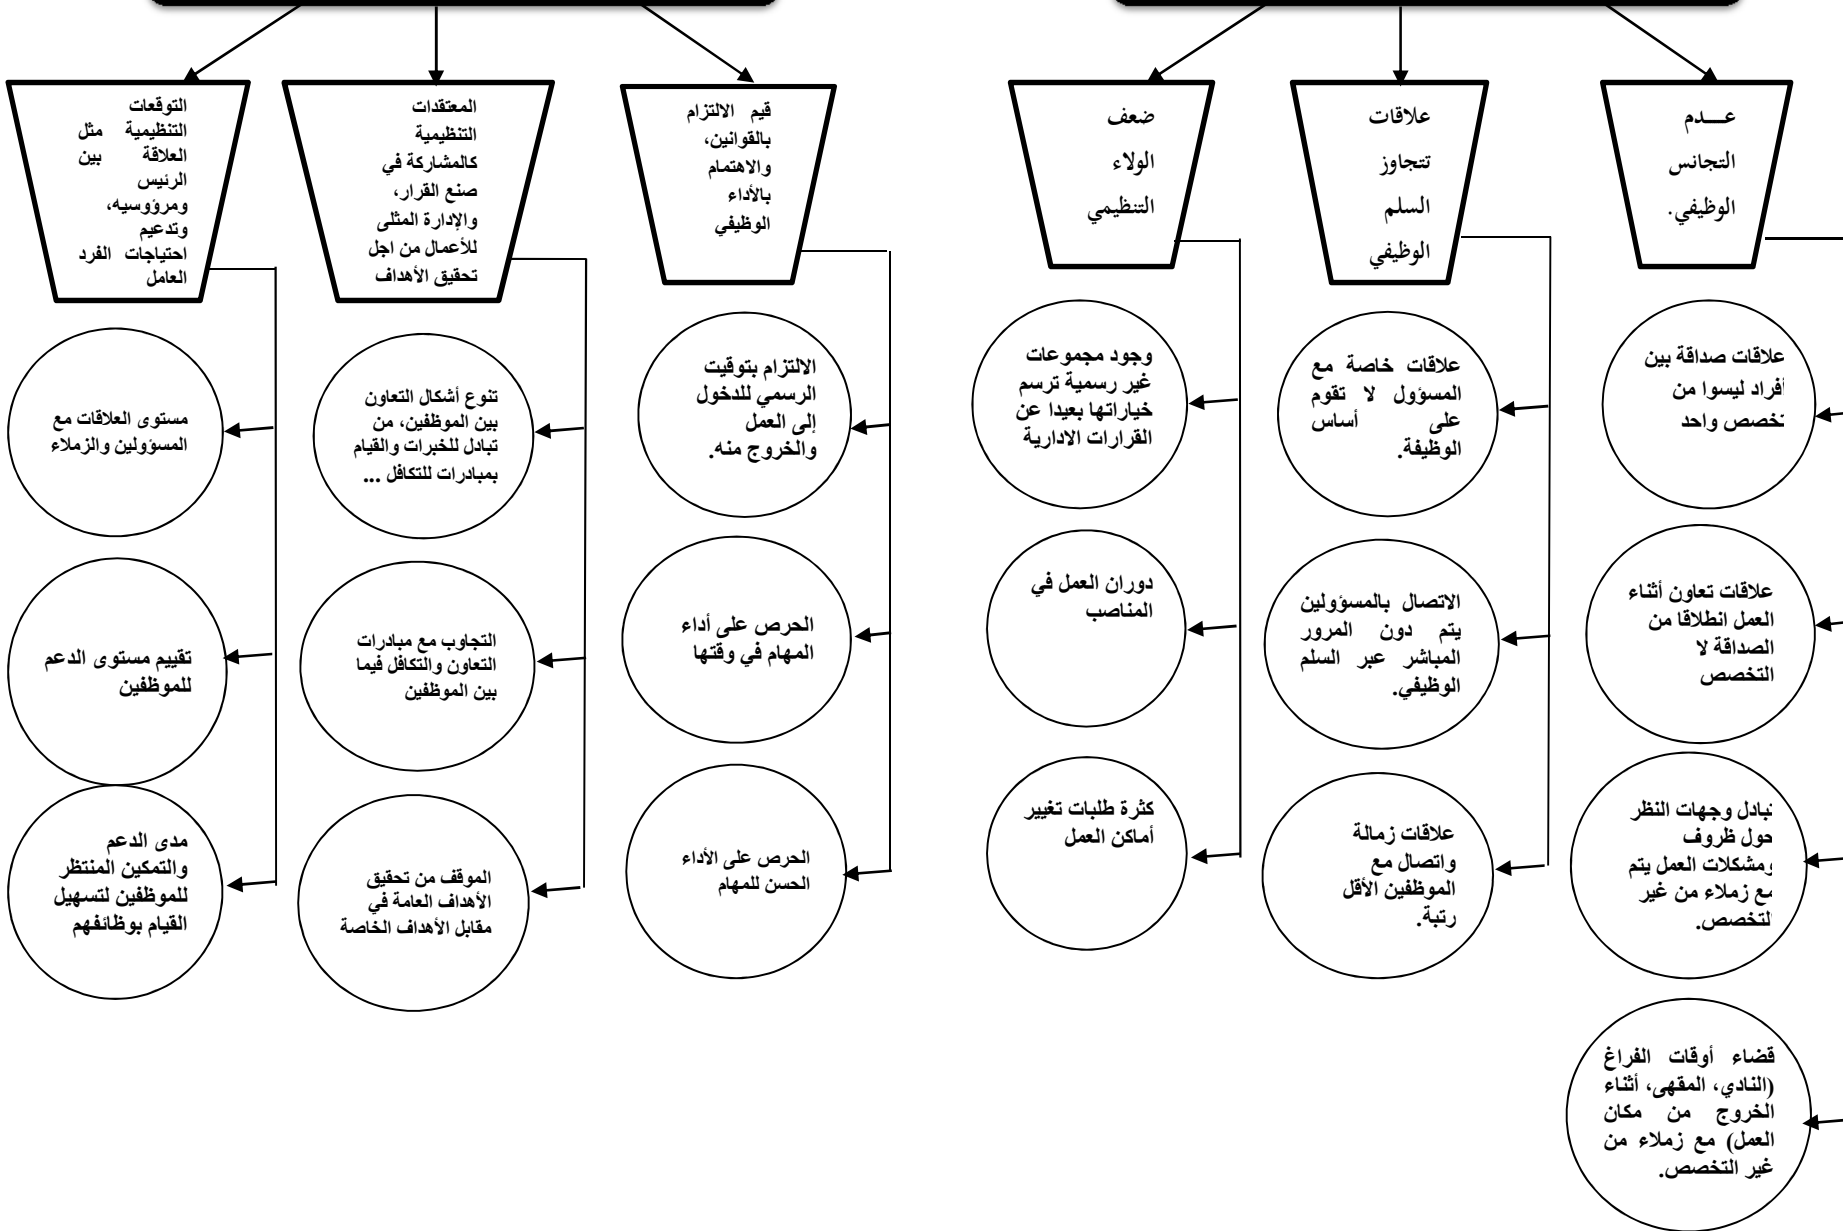 عـــدم
التجانس
الوظيفي.
علاقات صداقة بين
أفراد ليسوا من
تخصص واحد
علاقات تعاون أثناء
العمل انطلاقا من
الصداقة لا
التخصص
تبادل وجهات النظر
حول ظروف
ومشكلات العمل يتم
مع زملاء من غير
التخصص.
قضاء أوقات الفراغ
(النادي، المقهى، أثناء
الخروج من مكان
العمل) مع زملاء من
غير التخصص.
علاقات
تتجاوز
السلم
الوظيفي
علاقات خاصة مع
المسؤول لا تقوم
على أساس
الوظيفة.
الاتصال بالمسؤولين
يتم دون المرور
المباشر عبر السلم
الوظيفي.
علاقات زمالة
واتصال مع
الموظفين الأقل
رتبة.
ضعف
الولاء
التنظيمي
وجود مجموعات
غير رسمية ترسم
خياراتها بعيدا عن
القرارات الادارية
دوران العمل في
المناصب
كثرة طلبات تغيير
أماكن العمل
قيم الالتزام
بالقوانين،
والاهتمام
بالأداء
الوظيفي
الالتزام بتوقيت
الرسمي للدخول
إلى العمل
والخروج منه.
الحرص على أداء
المهام في وقتها
الحرص على الأداء
الحسن للمهام
المعتقدات
التنظيمية
كالمشاركة في
صنع القرار،
والإدارة المثلى
للأعمال من اجل
تحقيق الأهداف
تنوع أشكال التعاون
بين الموظفين، من
تبادل للخبرات والقيام
بمبادرات للتكافل ...
التجاوب مع مبادرات
التعاون والتكافل فيما
بين الموظفين
الموقف من تحقيق
الأهداف العامة في
مقابل الأهداف الخاصة
التوقعات
التنظيمية مثل
العلاقة بين
الرئيس
ومرؤوسيه،
وتدعيم
احتياجات الفرد
العامل
مستوى العلاقات مع
المسؤولين والزملاء
تقييم مستوى الدعم
للموظفين
مدى الدعم
والتمكين المنتظر
للموظفين لتسهيل
القيام بوظائفهم